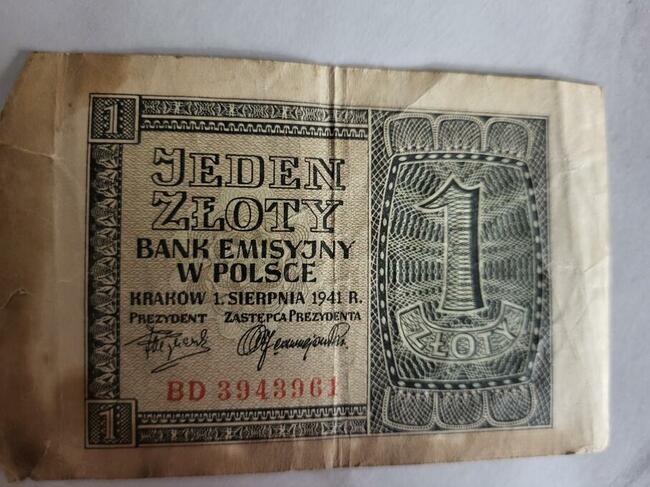 1
JEDEN
ZŁOTY
BANK EMISYJNY
W POLSCE
KRAKÓW 1. SIERPNIA 1941 R.
PREZYDENT ZASTĘPCA PREZYDENTA
BD 3943961
1
1
ZŁOTY